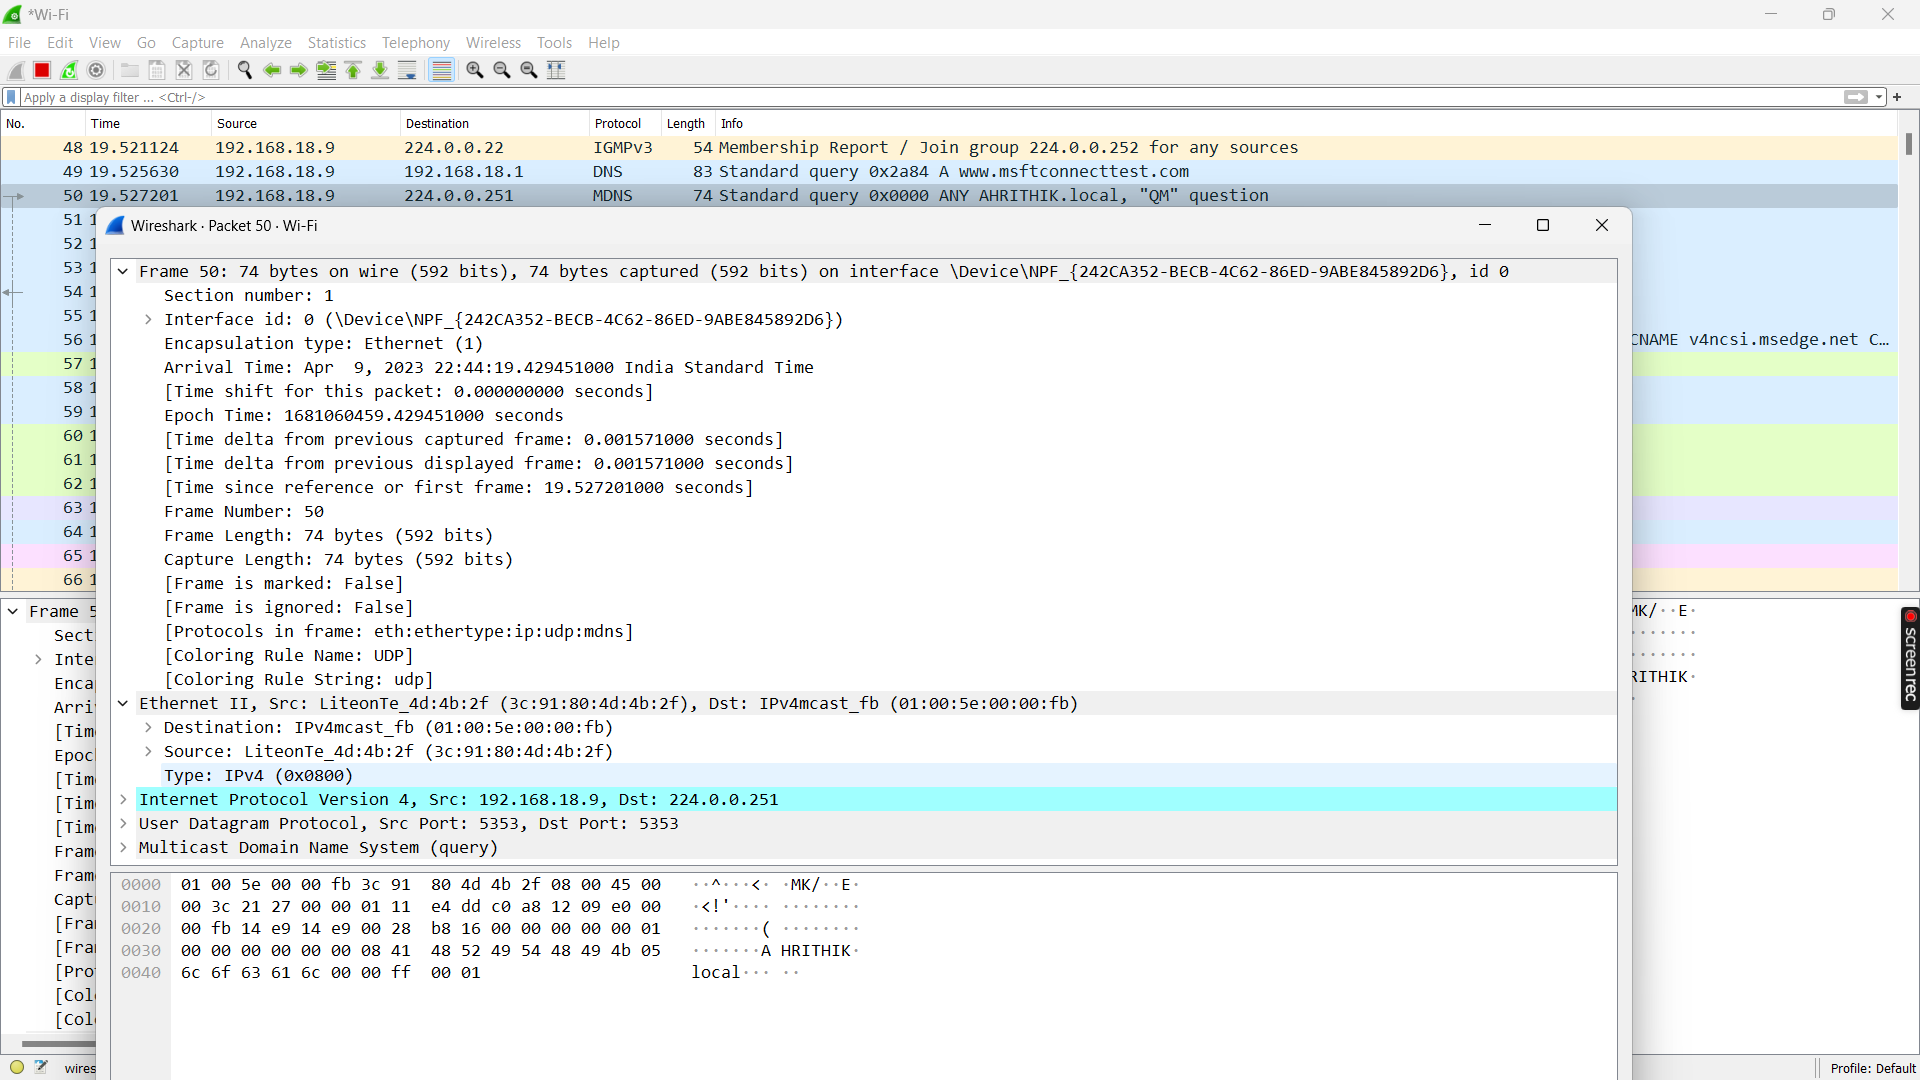 *Wi-Fi
File Edit View Go Capture Analyze Statistics Telephony Wireless Tools Help
Apply a display filter ... <Ctrl-/>
No. Time Source Destination Protocol Length Info
48 19.521124 192.168.18.9 224.0.0.22 IGMPv3 54 Membership Report / Join group 224.0.0.252 for any sources
49 19.525630 192.168.18.9 192.168.18.1 DNS 83 Standard query 0x2a84 A www.msftconnecttest.com
50 19.527201 192.168.18.9 224.0.0.251 MDNS 74 Standard query 0x0000 ANY AHRITHIK.local, "QM" question
51 1
52 1
53 1
54 1
55 1
56 1 CNAME v4ncsi.msedge.net C…
57 1
58 1
59 1
60 1
61 1
62 1
63 1
64 1
65 1
66 1
Wireshark · Packet 50 · Wi-Fi
Frame 50: 74 bytes on wire (592 bits), 74 bytes captured (592 bits) on interface \Device\NPF_{242CA352-BECB-4C62-86ED-9ABE845892D6}, id 0
Section number: 1
Interface id: 0 (\Device\NPF_{242CA352-BECB-4C62-86ED-9ABE845892D6})
Encapsulation type: Ethernet (1)
Arrival Time: Apr  9, 2023 22:44:19.429451000 India Standard Time
[Time shift for this packet: 0.000000000 seconds]
Epoch Time: 1681060459.429451000 seconds
[Time delta from previous captured frame: 0.001571000 seconds]
[Time delta from previous displayed frame: 0.001571000 seconds]
[Time since reference or first frame: 19.527201000 seconds]
Frame Number: 50
Frame Length: 74 bytes (592 bits)
Capture Length: 74 bytes (592 bits)
[Frame is marked: False]
[Frame is ignored: False]
[Protocols in frame: eth:ethertype:ip:udp:mdns]
[Coloring Rule Name: UDP]
[Coloring Rule String: udp]
Ethernet II, Src: LiteonTe_4d:4b:2f (3c:91:80:4d:4b:2f), Dst: IPv4mcast_fb (01:00:5e:00:00:fb)
Destination: IPv4mcast_fb (01:00:5e:00:00:fb)
Source: LiteonTe_4d:4b:2f (3c:91:80:4d:4b:2f)
Type: IPv4 (0x0800)
Internet Protocol Version 4, Src: 192.168.18.9, Dst: 224.0.0.251
User Datagram Protocol, Src Port: 5353, Dst Port: 5353
Multicast Domain Name System (query)
0000 01 00 5e 00 00 fb 3c 91 80 4d 4b 2f 08 00 45 00 ··^···<· ·MK/··E·
0010 00 3c 21 27 00 00 01 11 e4 dd c0 a8 12 09 e0 00 ·<!'···· ········
0020 00 fb 14 e9 14 e9 00 28 b8 16 00 00 00 00 00 01 ·······( ········
0030 00 00 00 00 00 00 08 41 48 52 49 54 48 49 4b 05 ·······A HRITHIK·
0040 6c 6f 63 61 6c 00 00 ff 00 01 local··· ··
Frame 5
Sect
Inte
Enca
Arri
[Tim
Epoc
[Tim
[Tim
[Tim
Fram
Fram
Capt
[Fra
[Fra
[Pro
[Col
[Col
MK/··E·
·······
·······
RITHIK·
screenrec
wires
Profile: Default